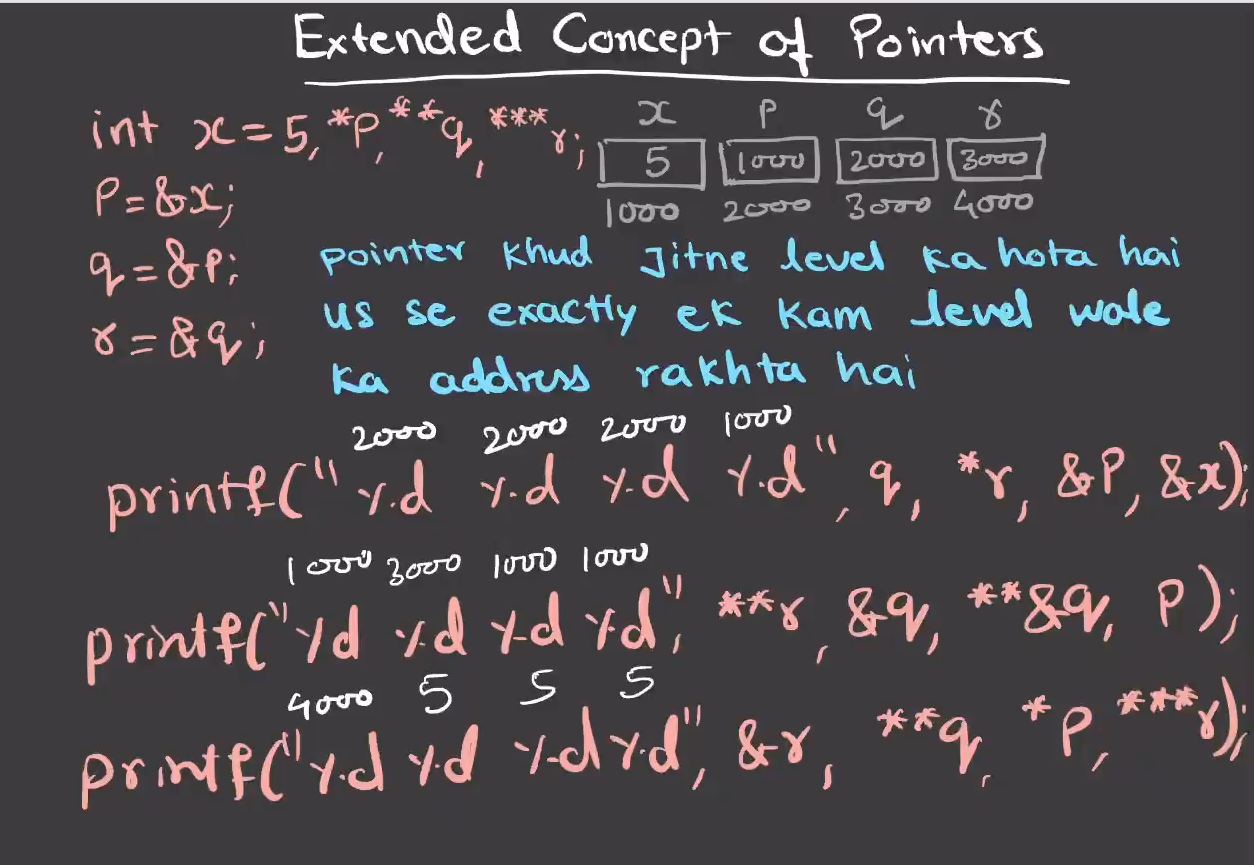 Extended Concept of Pointers
int x=5, *p, **q, ***r;
x p q r
5 1000 2000 3000
1000 2000 3000 4000
p=&x;
q=&p;
r=&q;
pointer khud Jitne level ka hota hai
us se exactly ek kam level wale
ka address rakhta hai
2000 2000 2000 1000
printf("%d %d %d %d", q, *r, &p, &x);
1000 3000 1000 1000
printf("%d %d %d %d", **r, &q, **&q, p);
4000 5 5 5
printf("%d %d %d %d", &r, **q, *p, ***r);